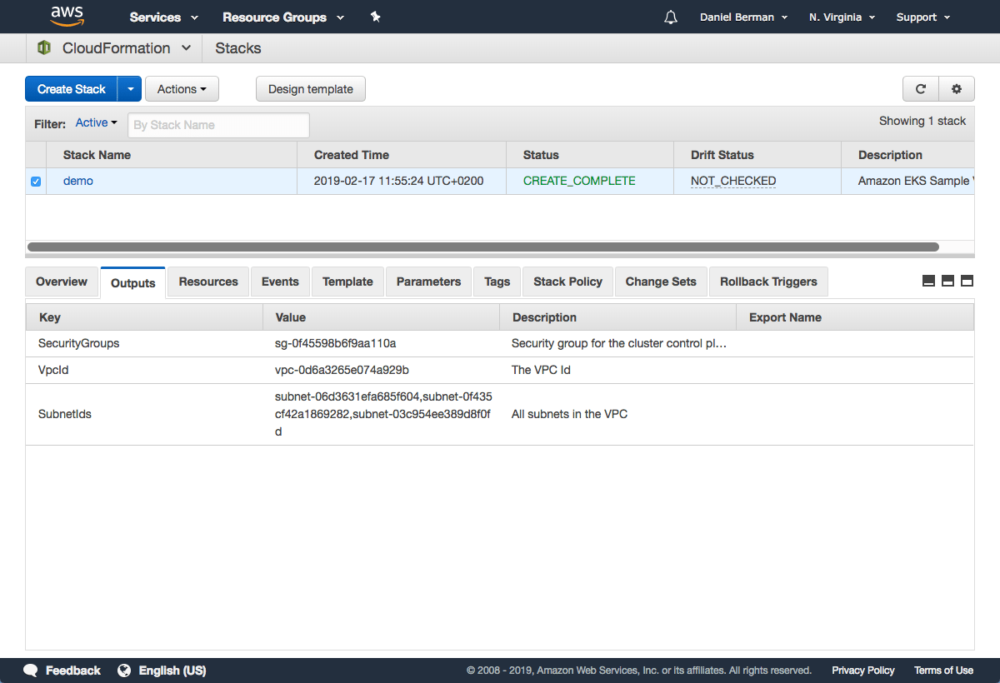 aws Services Resource Groups Daniel Berman N. Virginia Support
CloudFormation Stacks
Create Stack Actions Design template
Filter: Active By Stack Name Showing 1 stack
Stack Name Created Time Status Drift Status Description
demo 2019-02-17 11:55:24 UTC+0200 CREATE_COMPLETE NOT_CHECKED Amazon EKS Sample
Overview Outputs Resources Events Template Parameters Tags Stack Policy Change Sets Rollback Triggers
Key Value Description Export Name
SecurityGroups sg-0f45598b6f9aa110a Security group for the cluster control pl…
VpcId vpc-0d6a3265e074a929b The VPC Id
subnet-06d3631efa685f604,subnet-0f435
SubnetIds cf42a1869282,subnet-03c954ee389d8f0f All subnets in the VPC
d
Feedback English (US) © 2008 - 2019, Amazon Web Services, Inc. or its affiliates. All rights reserved. Privacy Policy Terms of Use